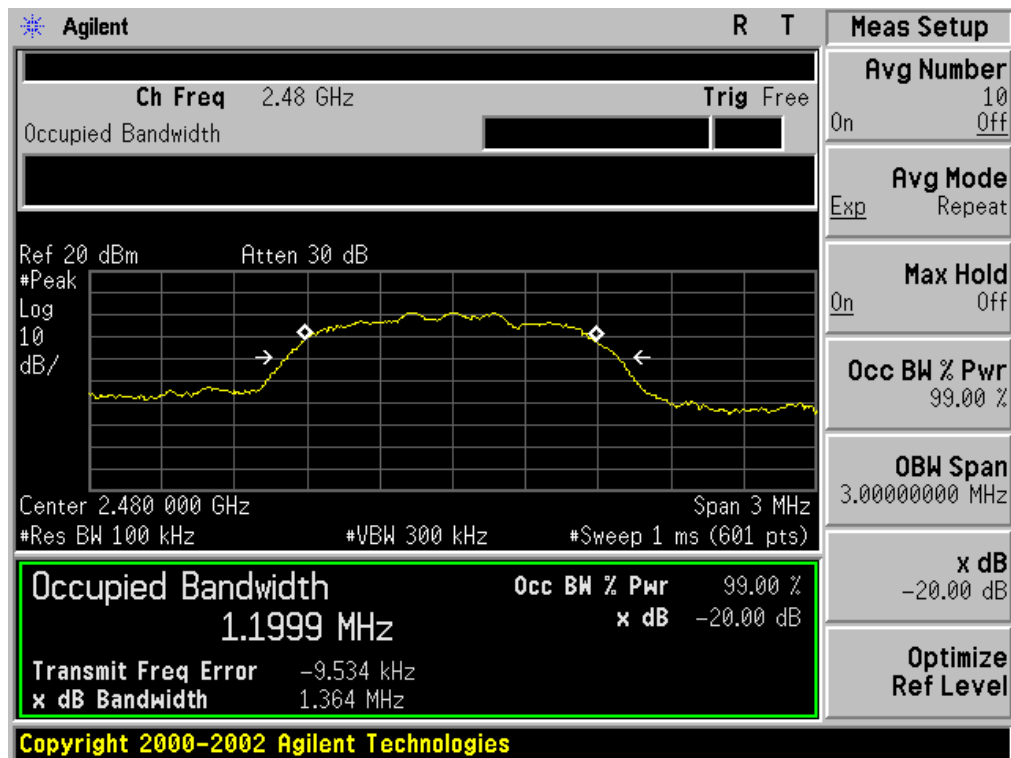 Agilent R T
Ch Freq 2.48 GHz Trig Free
Occupied Bandwidth
Ref 20 dBm Atten 30 dB
#Peak
Log
10
dB/
Center 2.480 000 GHz Span 3 MHz
#Res BW 100 kHz #VBW 300 kHz #Sweep 1 ms (601 pts)
Occupied Bandwidth
1.1999 MHz
Occ BW % Pwr 99.00 %
x dB -20.00 dB
Transmit Freq Error -9.534 kHz
x dB Bandwidth 1.364 MHz
Copyright 2000-2002 Agilent Technologies
Meas Setup
Avg Number
10
On Off
Avg Mode
Exp Repeat
Max Hold
On Off
Occ BW % Pwr
99.00 %
OBW Span
3.00000000 MHz
x dB
-20.00 dB
Optimize
Ref Level